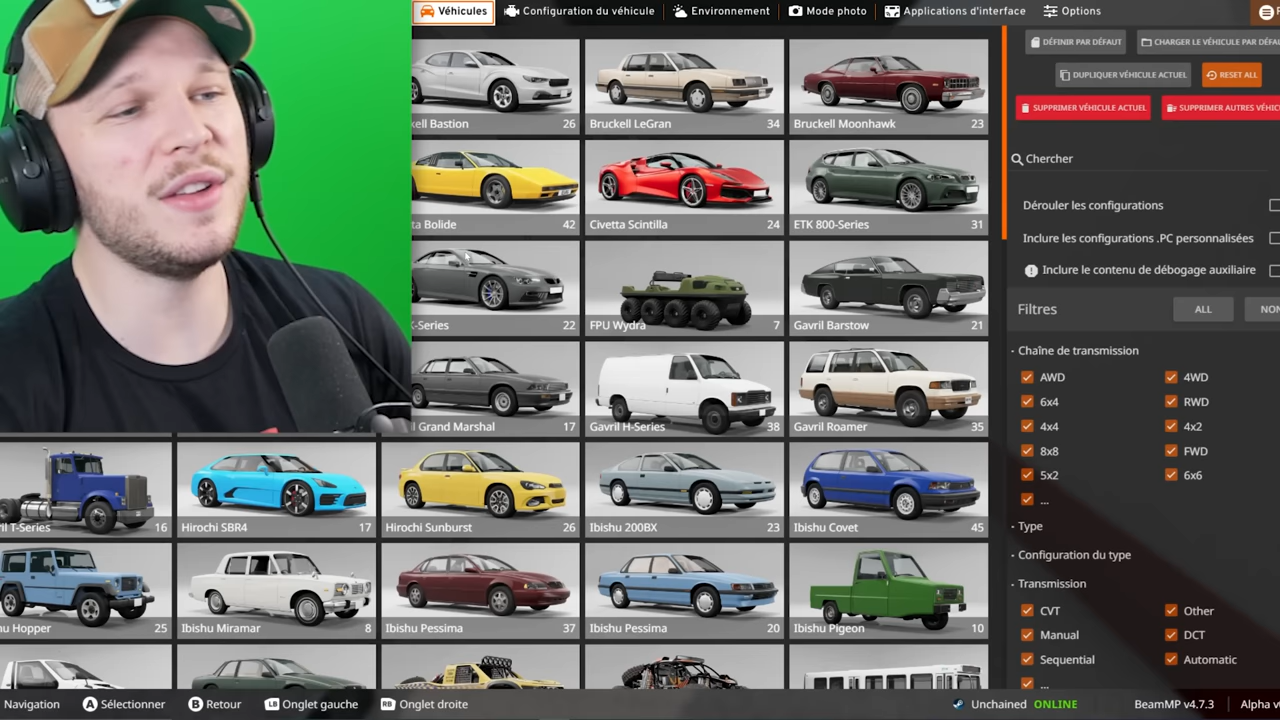 Véhicules
Configuration du véhicule
Environnement
Mode photo
Applications d'interface
Options
DÉFINIR PAR DÉFAUT
CHARGER LE VÉHICULE PAR DÉFAU
DUPLIQUER VÉHICULE ACTUEL
RESET ALL
SUPPRIMER VÉHICULE ACTUEL
SUPPRIMER AUTRES VÉHIC
Chercher
Dérouler les configurations
Inclure les configurations .PC personnalisées
Inclure le contenu de débogage auxiliaire
Filtres
ALL
NON
- Chaîne de transmission
AWD
4WD
6x4
RWD
4x4
4x2
8x8
FWD
5x2
6x6
...
- Type
- Configuration du type
- Transmission
CVT
Other
Manual
DCT
Sequential
Automatic
...
kell Bastion 26
Bruckell LeGran 34
Bruckell Moonhawk 23
ta Bolide 42
Civetta Scintilla 24
ETK 800-Series 31
K-Series 22
FPU Wydra 7
Gavril Barstow 21
l Grand Marshal 17
Gavril H-Series 38
Gavril Roamer 35
il T-Series 16
Hirochi SBR4 17
Hirochi Sunburst 26
Ibishu 200BX 23
Ibishu Covet 45
hu Hopper 25
Ibishu Miramar 8
Ibishu Pessima 37
Ibishu Pessima 20
Ibishu Pigeon 10
Navigation
A Sélectionner
B Retour
LB Onglet gauche
RB Onglet droite
Unchained ONLINE
BeamMP v4.7.3
Alpha v